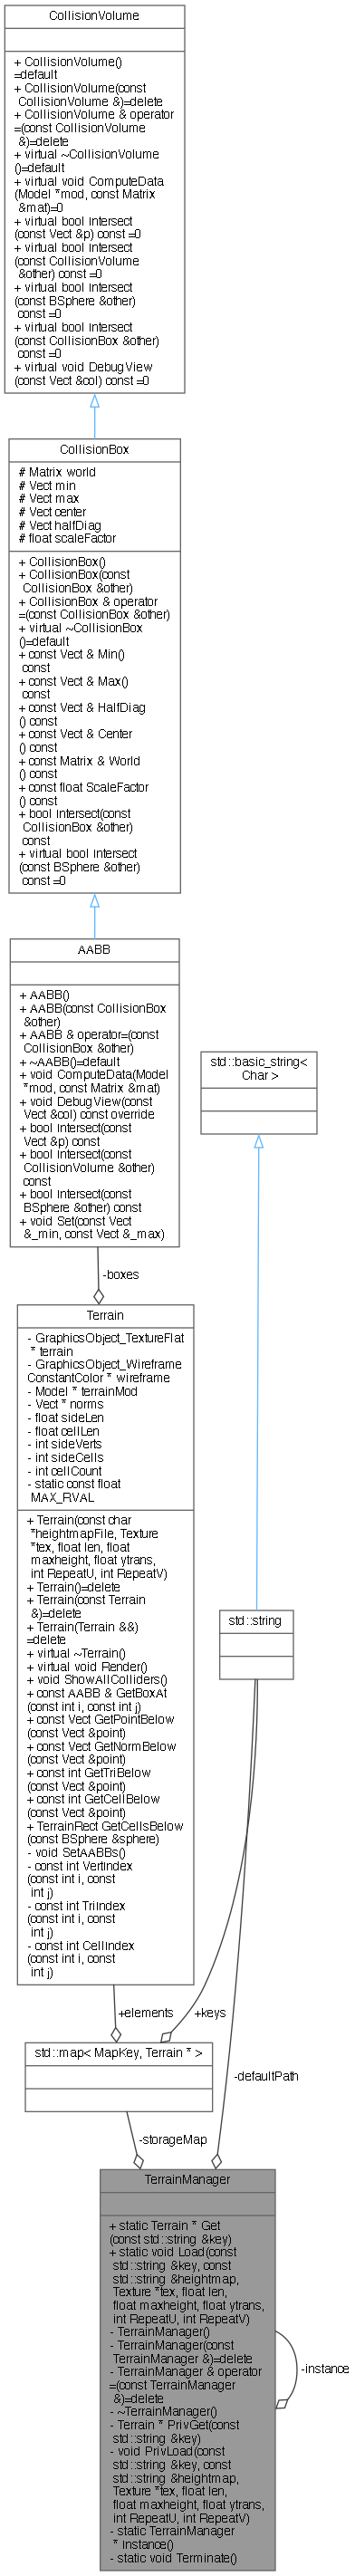 CollisionVolume
+ CollisionVolume()
=default
+ CollisionVolume(const
CollisionVolume &)=delete
+ CollisionVolume & operator
=(const CollisionVolume
&)=delete
+ virtual ~CollisionVolume
()=default
+ virtual void ComputeData
(Model *mod, const Matrix
&mat)=0
+ virtual bool Intersect
(const Vect &p) const =0
+ virtual bool Intersect
(const CollisionVolume
&other) const =0
+ virtual bool Intersect
(const BSphere &other)
const =0
+ virtual bool Intersect
(const CollisionBox &other)
const =0
+ virtual void DebugView
(const Vect &col) const =0
CollisionBox
# Matrix world
# Vect min
# Vect max
# Vect center
# Vect halfDiag
# float scaleFactor
+ CollisionBox()
+ CollisionBox(const
CollisionBox &other)
+ CollisionBox & operator
=(const CollisionBox &other)
+ virtual ~CollisionBox
()=default
+ const Vect & Min()
const
+ const Vect & Max()
const
+ const Vect & HalfDiag
() const
+ const Vect & Center
() const
+ const Matrix & World
() const
+ const float ScaleFactor
() const
+ bool Intersect(const
CollisionBox &other)
const
+ virtual bool Intersect
(const BSphere &other)
const =0
AABB
+ AABB()
+ AABB(const CollisionBox
&other)
+ AABB & operator=(const
CollisionBox &other)
+ ~AABB()=default
+ void ComputeData(Model
*mod, const Matrix &mat)
+ void DebugView(const
Vect &col) const override
+ bool Intersect(const
Vect &p) const
+ bool Intersect(const
CollisionVolume &other)
const
+ bool Intersect(const
BSphere &other) const
+ void Set(const Vect
&_min, const Vect &_max)
std::basic_string<
Char >
-boxes
Terrain
- GraphicsObject_TextureFlat
* terrain
- GraphicsObject_Wireframe
ConstantColor * wireframe
- Model * terrainMod
- Vect * norms
- float sideLen
- float cellLen
- int sideVerts
- int sideCells
- int cellCount
- static const float
MAX_RVAL
+ Terrain(const char
*heightmapFile, Texture
*tex, float len, float
maxheight, float ytrans,
int RepeatU, int RepeatV)
+ Terrain()=delete
+ Terrain(const Terrain
&)=delete
+ Terrain(Terrain &&)
=delete
+ virtual ~Terrain()
+ virtual void Render()
+ void ShowAllColliders()
+ const AABB & GetBoxAt
(const int i, const int j)
+ const Vect GetPointBelow
(const Vect &point)
+ const Vect GetNormBelow
(const Vect &point)
+ const int GetTriBelow
(const Vect &point)
+ const int GetCellBelow
(const Vect &point)
+ TerrainRect GetCellsBelow
(const BSphere &sphere)
- void SetAABBs()
- const int VertIndex
(const int i, const
int j)
- const int TriIndex
(const int i, const
int j)
- const int CellIndex
(const int i, const
int j)
std::string
+elements
+keys
std::map< MapKey, Terrain * >
-defaultPath
-storageMap
TerrainManager
+ static Terrain * Get
(const std::string &key)
+ static void Load(const
std::string &key, const
std::string &heightmap,
Texture *tex, float len,
float maxheight, float ytrans,
int RepeatU, int RepeatV)
- TerrainManager()
- TerrainManager(const
TerrainManager &)=delete
- TerrainManager & operator
=(const TerrainManager
&)=delete
- ~TerrainManager()
- Terrain * PrivGet(const
std::string &key)
- void PrivLoad(const
std::string &key, const
std::string &heightmap,
Texture *tex, float len,
float maxheight, float ytrans,
int RepeatU, int RepeatV)
- static TerrainManager
* Instance()
- static void Terminate()
-instance